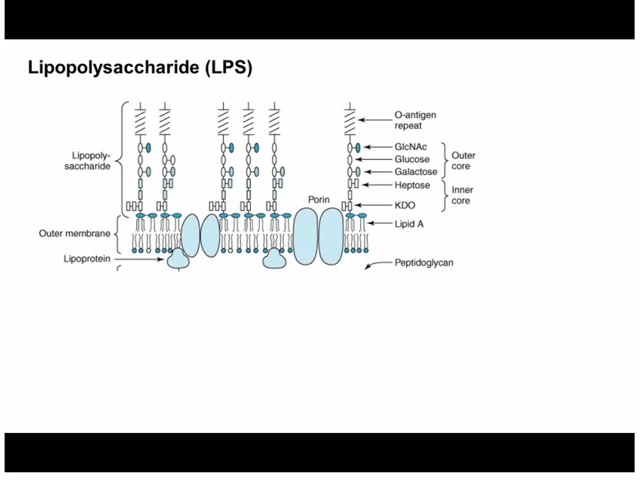 Lipopolysaccharide (LPS)
O-antigen
repeat
Lipopoly-
saccharide
GlcNAc
Glucose
Galactose
Outer
core
Heptose
KDO
Inner
core
Porin
Lipid A
Outer membrane
Lipoprotein
Peptidoglycan